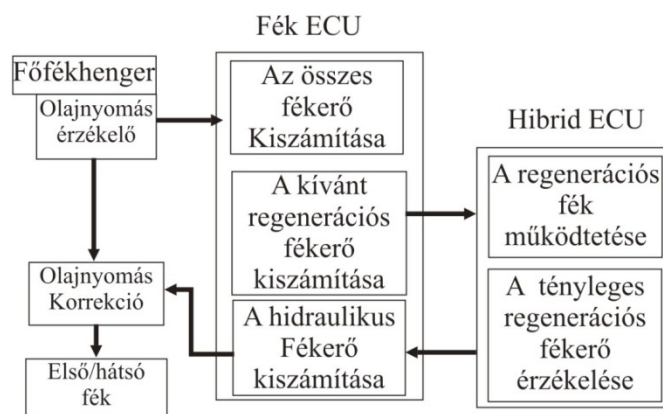 Fék ECU
Főfékhenger
Olajnyomás
érzékelő
Az összes
fékerő
Kiszámítása
Hibrid ECU
A kívánt
regenerációs
fékerő
kiszámítása
A regenerációs
fék
működtetése
Olajnyomás
Korrekció
A hidraulikus
Fékerő
kiszámítása
A tényleges
regenerációs
fékerő
érzékelése
Első/hátsó
fék